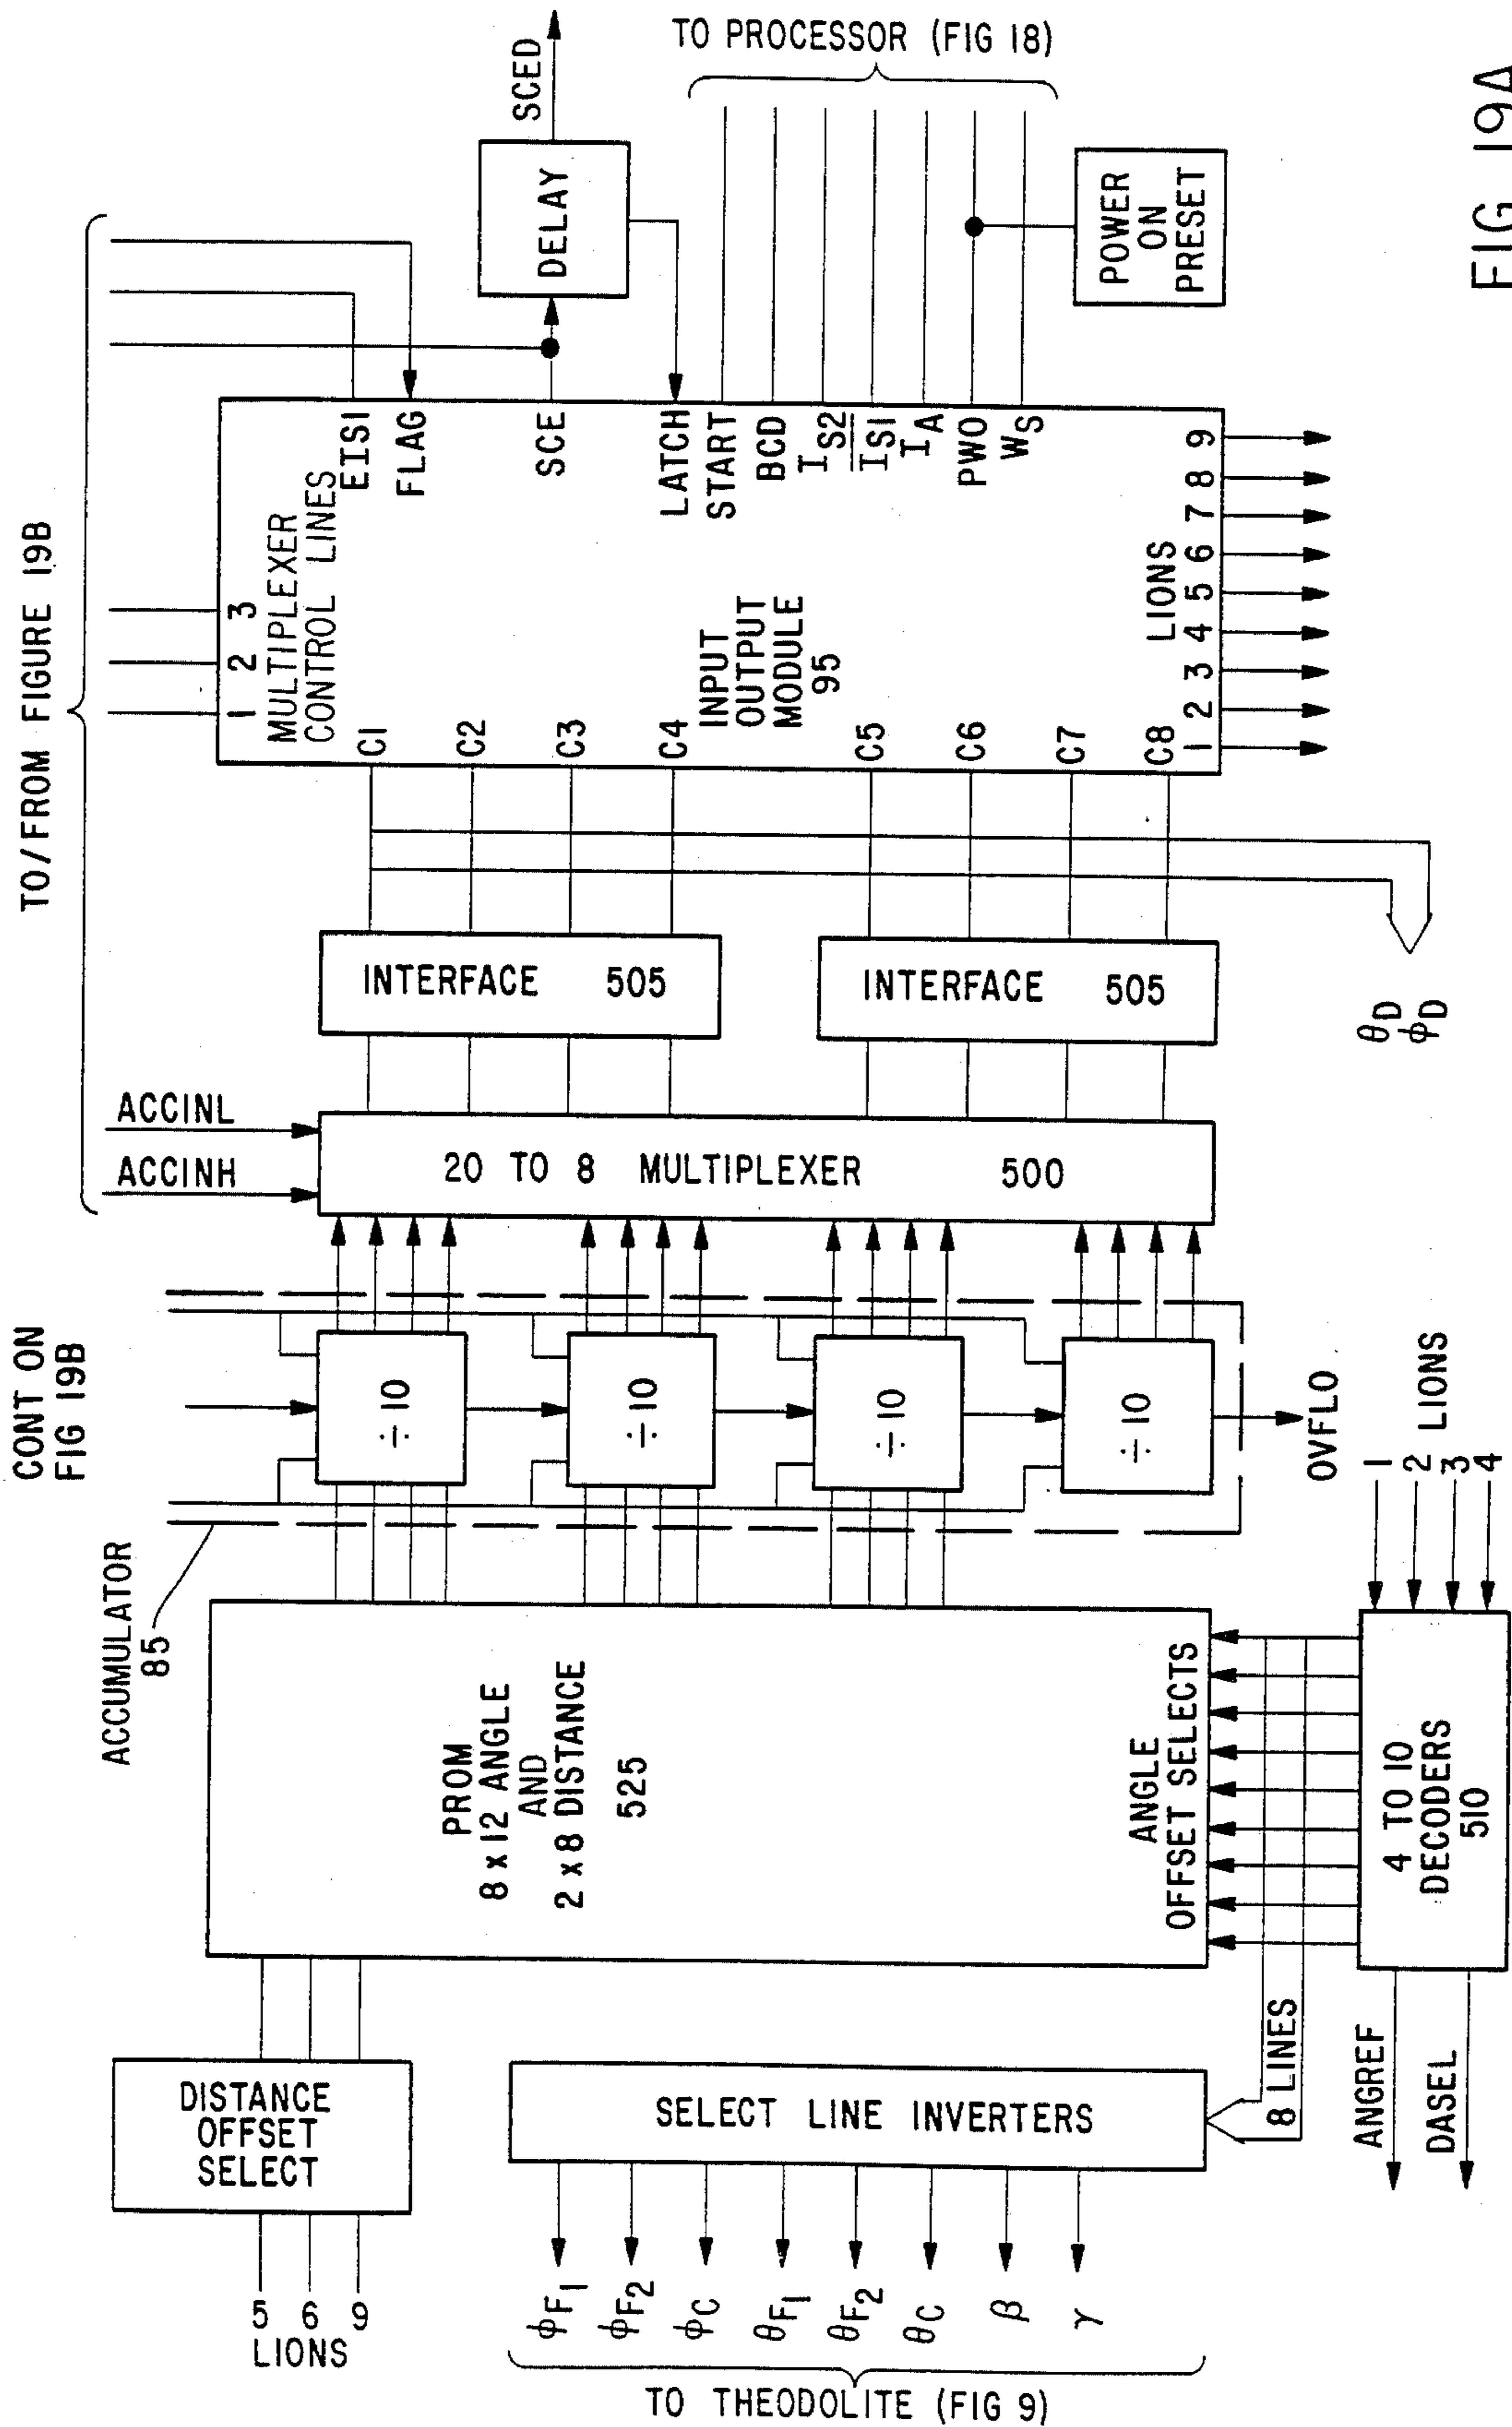 TO/FROM FIGURE 19B
CONT ON
FIG 19B
ACCUMULATOR
85
ACCINH
ACCINL
1 2 3
MULTIPLEXER
CONTROL LINES
EISI
FLAG
SCE
LATCH
START
BCD
IS2
IS1
IA
PWO
WS
C1
C2
C3
C4
C5
C6
C7
C8
INPUT
OUTPUT
MODULE
95
LIONS
1 2 3 4 5 6 7 8 9
DELAY
SCED
TO PROCESSOR (FIG 18)
POWER
ON
PRESET
INTERFACE 505
INTERFACE 505
θD
ϕD
20 TO 8 MULTIPLEXER 500
÷10
÷10
÷10
÷10
OVFLO
PROM
8 x 12 ANGLE
AND
2 x 8 DISTANCE
525
ANGLE
OFFSET SELECTS
1
2
3
4
LIONS
4 TO 10
DECODERS
510
8 LINES
ANGREF
DASEL
DISTANCE
OFFSET
SELECT
5
6
9
LIONS
SELECT LINE INVERTERS
ϕF1
ϕF2
ϕC
θF1
θF2
θC
β
γ
TO THEODOLITE (FIG 9)
FIG 19A